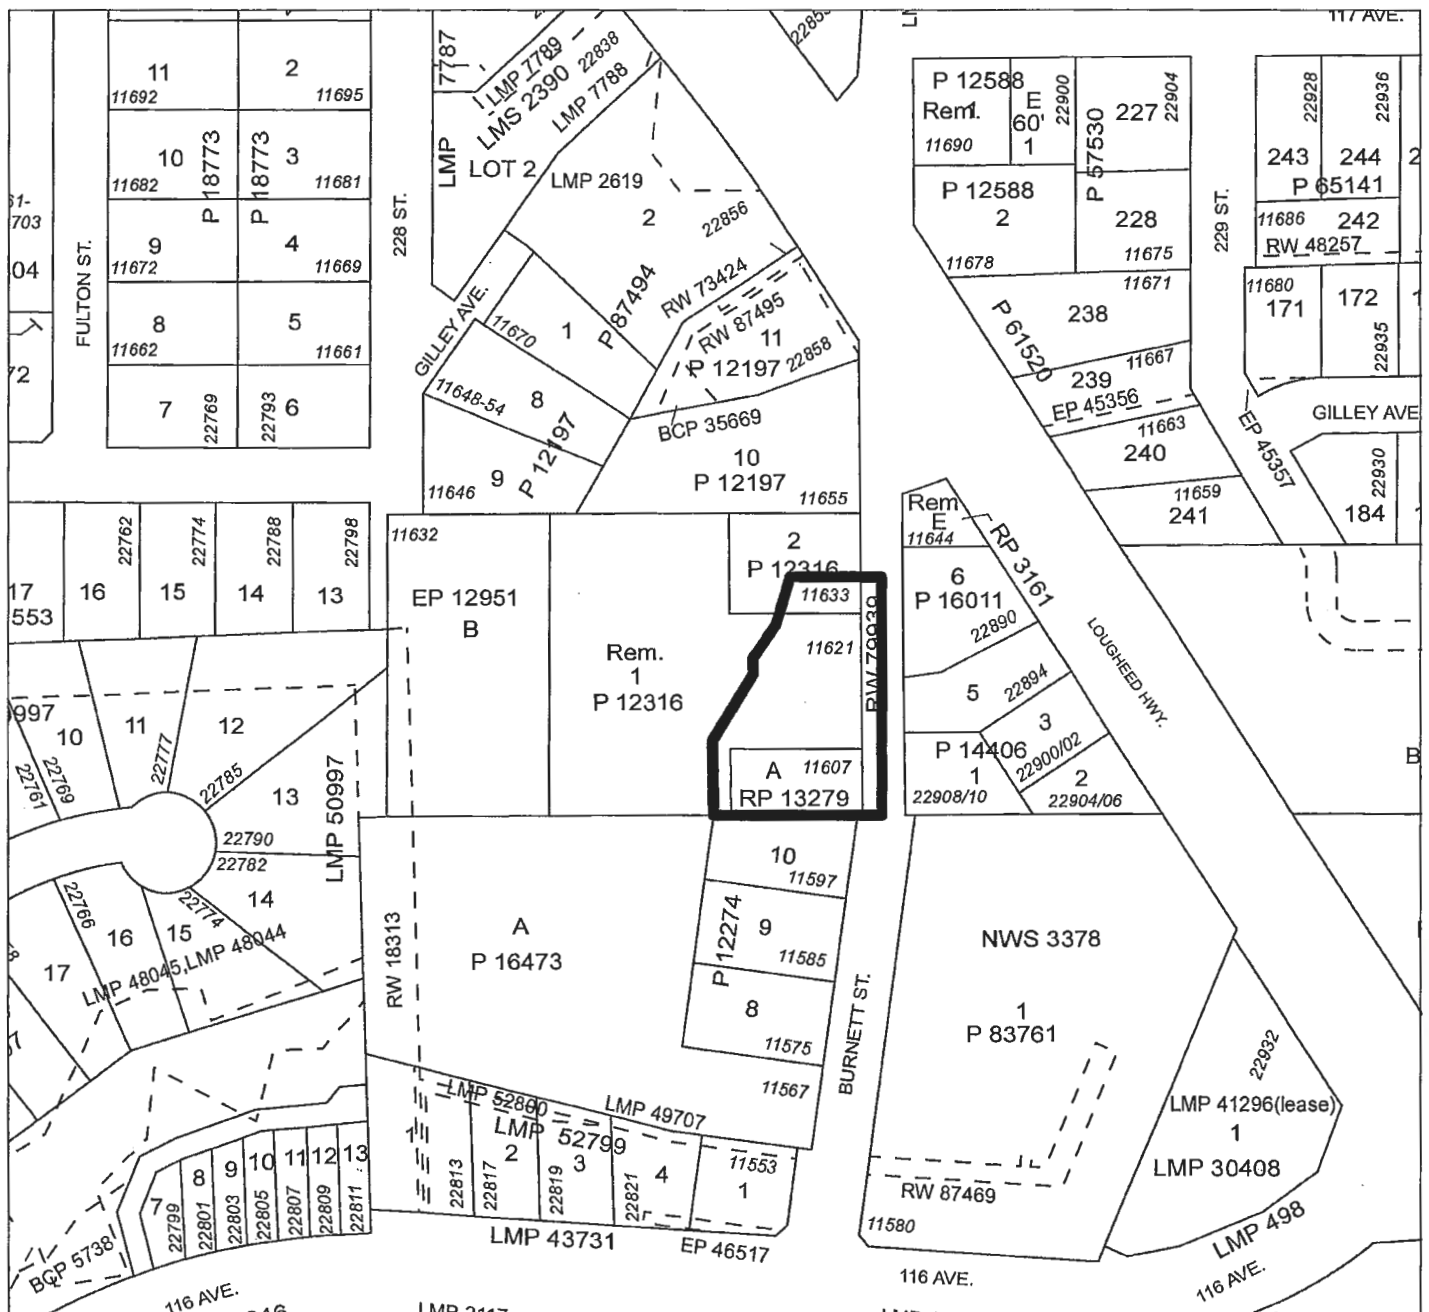 117 AVE.
11
11692
2
11695
10
11682
P 18773
P 18773
3
11681
9
11672
4
11669
8
11662
5
11661
7
22769
22793
6
FULTON ST.
703
04
72
228 ST.
7787
LMP
LMP 7789
LMS 2390
22838
LMP 7788
LOT 2
LMP 2619
2
22856
GILLEY AVE.
11670
1
P 87494
RW 73424
RW 87495
11
P 12197
22858
11648-54
8
P 12197
BCP 35669
9
11646
10
P 12197
11655
P 12588
Rem.
1
11690
E
60'
1
22900
P 57530
227
22904
P 12588
2
11678
228
11675
229 ST.
22928
22936
243
244
2
P 65141
11686
242
RW 48257
11680
171
172
22935
11671
238
P 61520
11667
239
EP 45356
11663
240
11659
241
EP 45357
GILLEY AVE
22930
184
17
553
16
22762
15
22774
14
22788
13
22798
11632
EP 12951
B
Rem.
1
P 12316
2
P 12316
11633
11621
RW 79939
A
11607
RP 13279
Rem
E
11644
RP 3161
6
P 16011
22890
5
22894
3
P 14406
22900/02
1
22908/10
2
22904/06
LOUGHEED HWY.
B
9997
10
11
12
22761
22769
22777
22785
13
LMP 50997
22790
22782
14
22774
22766
16
15
17
LMP 48045,LMP 48044
RW 18313
A
P 16473
10
11597
P 12274
9
11585
8
11575
11567
BURNETT ST.
NWS 3378
1
P 83761
22932
LMP 41296(lease)
1
LMP 30408
LMP 52800
LMP 49707
LMP 52799
1
2
3
4
11553
1
22813
22817
22819
22821
LMP 43731
EP 46517
7
8
9
10
11
12
13
22799
22801
22803
22805
22807
22809
22811
BCP 5738
116 AVE.
RW 87469
11580
116 AVE.
LMP 498
116 AVE.